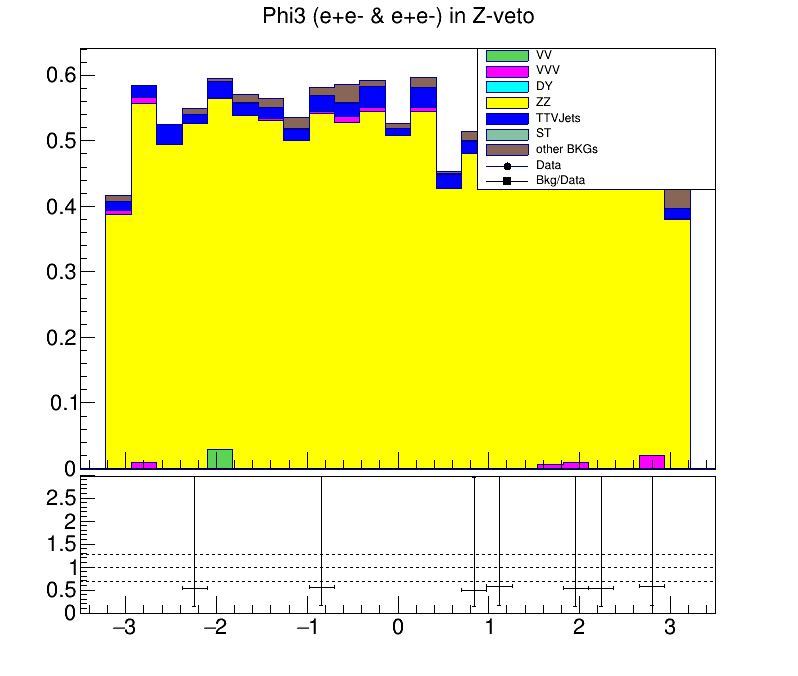 Phi3 (e+e- & e+e-) in Z-veto
0.6
0.5
0.4
0.3
0.2
0.1
0
VV
VVV
DY
ZZ
TTVJets
ST
other BKGs
Data
Bkg/Data
2.5
2
1.5
1
0.5
0
−3 −2 −1 0 1 2 3